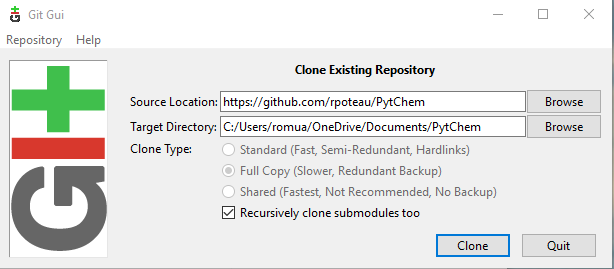 Git Gui
Repository Help
Clone Existing Repository
Source Location: https://github.com/rpoteau/PytChem Browse
Target Directory: C:/Users/romua/OneDrive/Documents/PytChem Browse
Clone Type: Standard (Fast, Semi-Redundant, Hardlinks)
Full Copy (Slower, Redundant Backup)
Shared (Fastest, Not Recommended, No Backup)
Recursively clone submodules too
Clone Quit